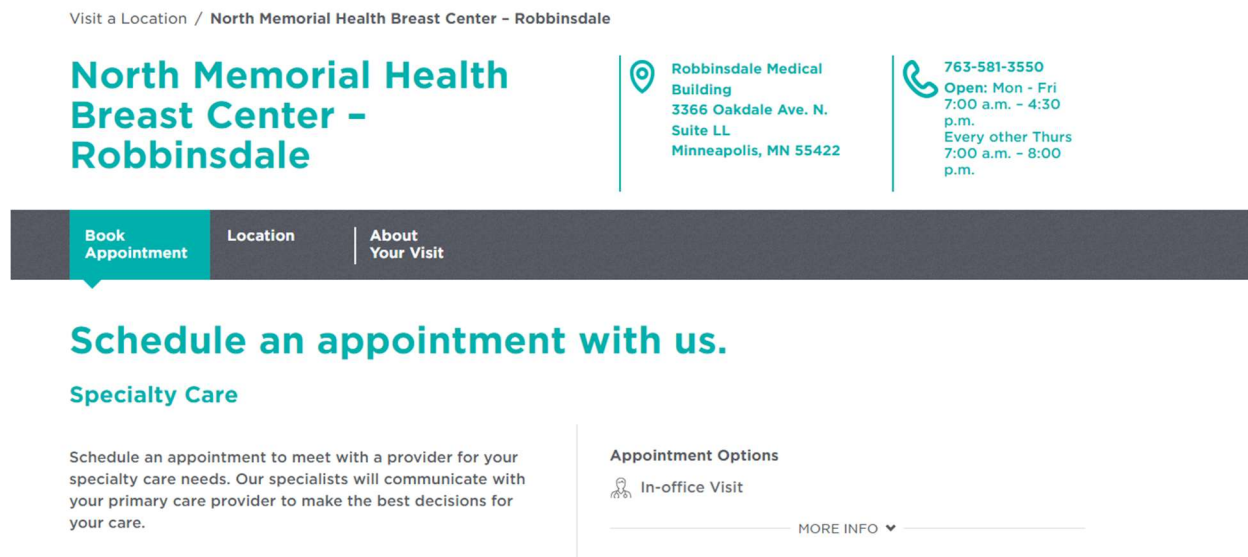 Visit a Location / North Memorial Health Breast Center – Robbinsdale
North Memorial Health
Breast Center –
Robbinsdale
Robbinsdale Medical
Building
3366 Oakdale Ave. N.
Suite LL
Minneapolis, MN 55422
763-581-3550
Open: Mon - Fri
7:00 a.m. – 4:30
p.m.
Every other Thurs
7:00 a.m. – 8:00
p.m.
Book
Appointment
Location
About
Your Visit
Schedule an appointment with us.
Specialty Care
Schedule an appointment to meet with a provider for your
specialty care needs. Our specialists will communicate with
your primary care provider to make the best decisions for
your care.
Appointment Options
In-office Visit
MORE INFO